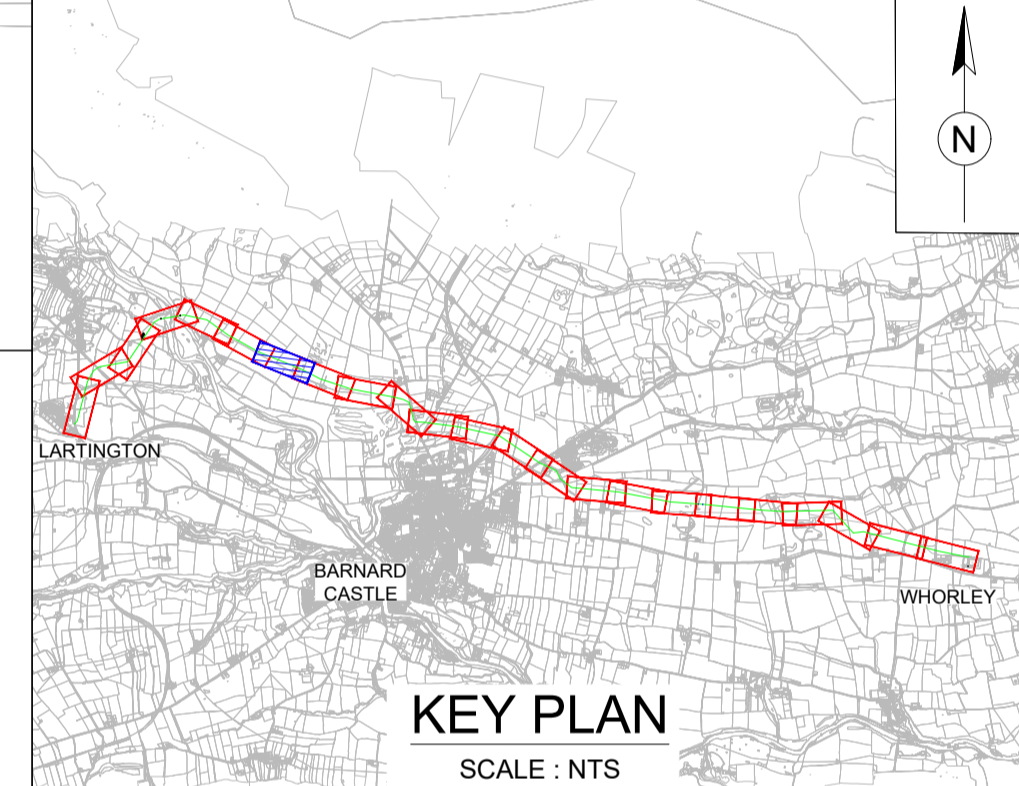 N
LARTINGTON
BARNARD
CASTLE
WHORLEY
KEY PLAN
SCALE : NTS